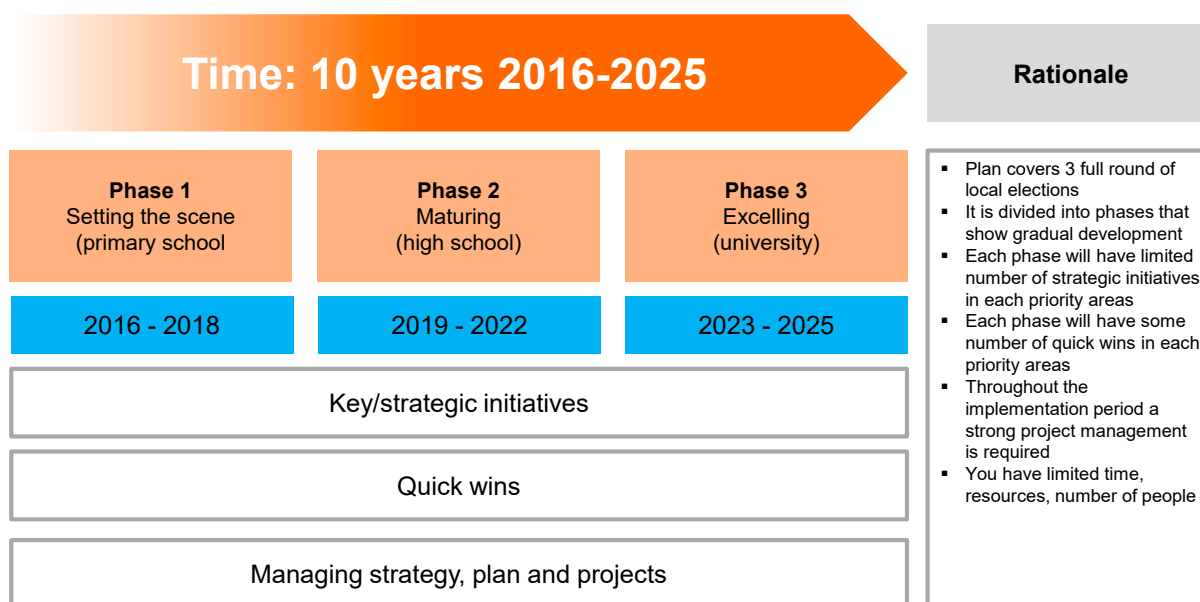 Time: 10 years 2016-2025
Rationale
Phase 1
Setting the scene
(primary school
Phase 2
Maturing
(high school)
Phase 3
Excelling
(university)
2016 - 2018
2019 - 2022
2023 - 2025
Key/strategic initiatives
Quick wins
Managing strategy, plan and projects
▪ Plan covers 3 full round of
local elections
▪ It is divided into phases that
show gradual development
▪ Each phase will have limited
number of strategic initiatives
in each priority areas
▪ Each phase will have some
number of quick wins in each
priority areas
▪ Throughout the
implementation period a
strong project management
is required
▪ You have limited time,
resources, number of people